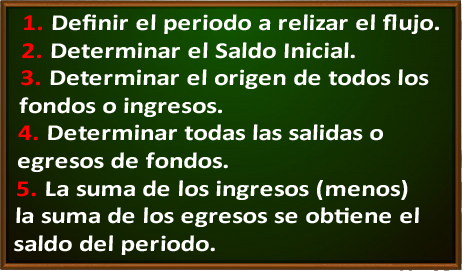 1. Definir el periodo a relizar el flujo.
2. Determinar el Saldo Inicial.
3. Determinar el origen de todos los
fondos o ingresos.
4. Determinar todas las salidas o
egresos de fondos.
5. La suma de los ingresos (menos)
la suma de los egresos se obtiene el
saldo del periodo.